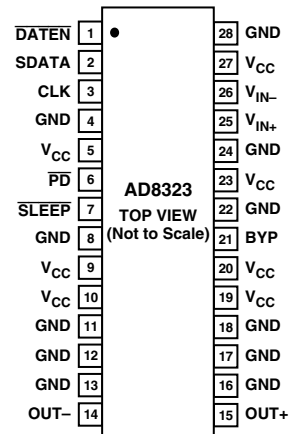 DATEN 1 28 GND
SDATA 2 27 VCC
CLK 3 26 VIN–
GND 4 25 VIN+
VCC 5 24 GND
PD 6 23 VCC
AD8323
SLEEP 7 22 GND
TOP VIEW
(Not to Scale)
GND 8 21 BYP
VCC 9 20 VCC
VCC 10 19 VCC
GND 11 18 GND
GND 12 17 GND
GND 13 16 GND
OUT– 14 15 OUT+